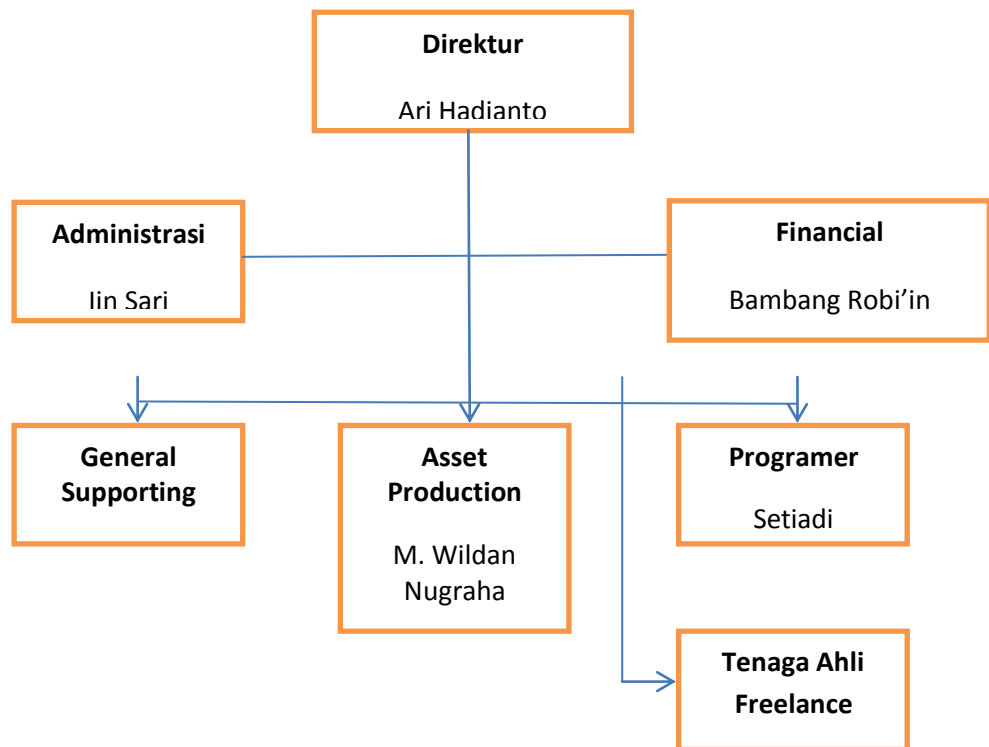 Direktur
Ari Hadianto
Administrasi
Iin Sari
Financial
Bambang Robi’in
General
Supporting
Asset
Production
M. Wildan
Nugraha
Programer
Setiadi
Tenaga Ahli
Freelance